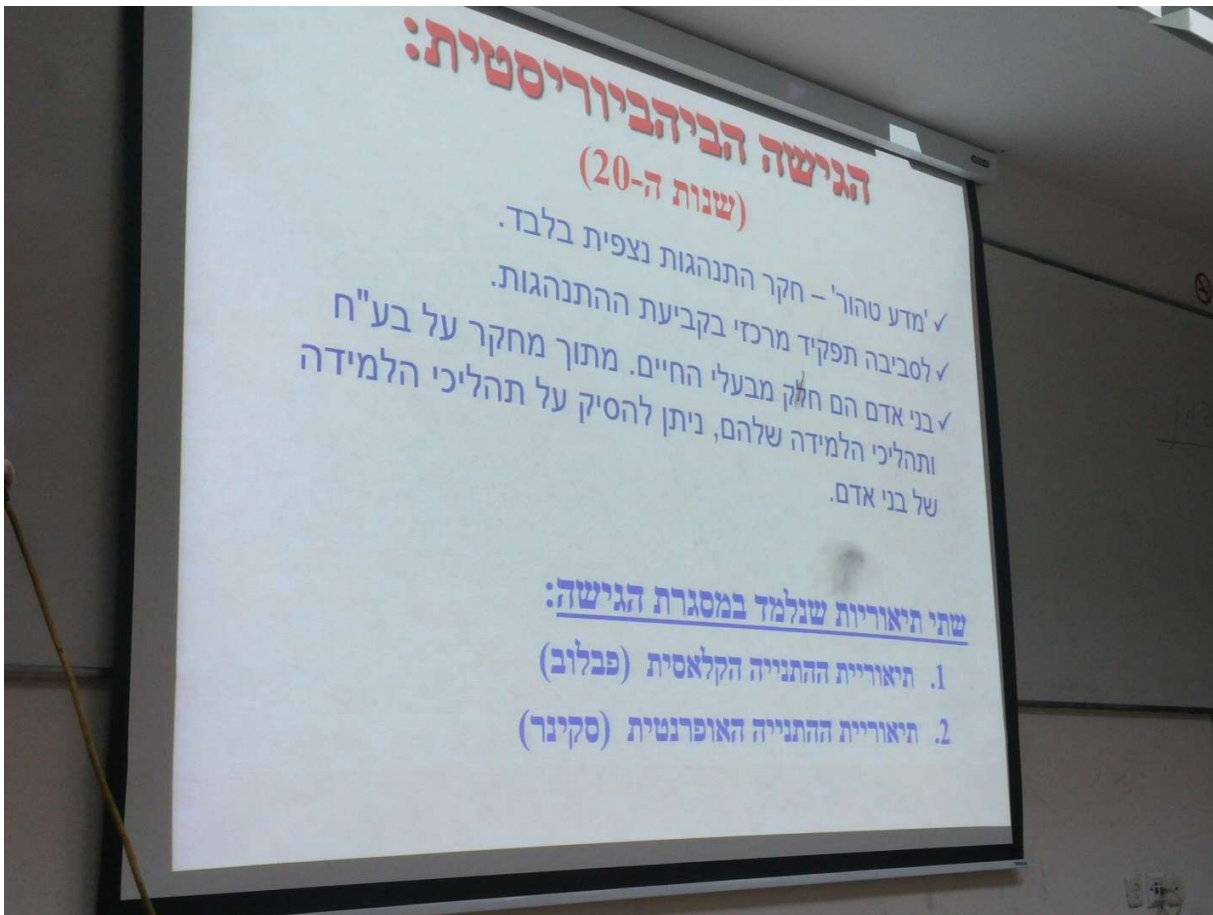 הגישה הביהביוריסטית:
(שנות ה-20)
✓ 'מדע טהור' – חקר התנהגות נצפית בלבד.
✓ לסביבה תפקיד מרכזי בקביעת ההתנהגות.
✓ בני אדם הם חלק מבעלי החיים. מתוך מחקר על בע"ח
ותהליכי הלמידה שלהם, ניתן להסיק על תהליכי הלמידה
של בני אדם.
שתי תיאוריות שנלמד במסגרת הגישה:
1. תיאוריית ההתנייה הקלאסית (פבלוב)
2. תיאוריית ההתנייה האופרנטית (סקינר)